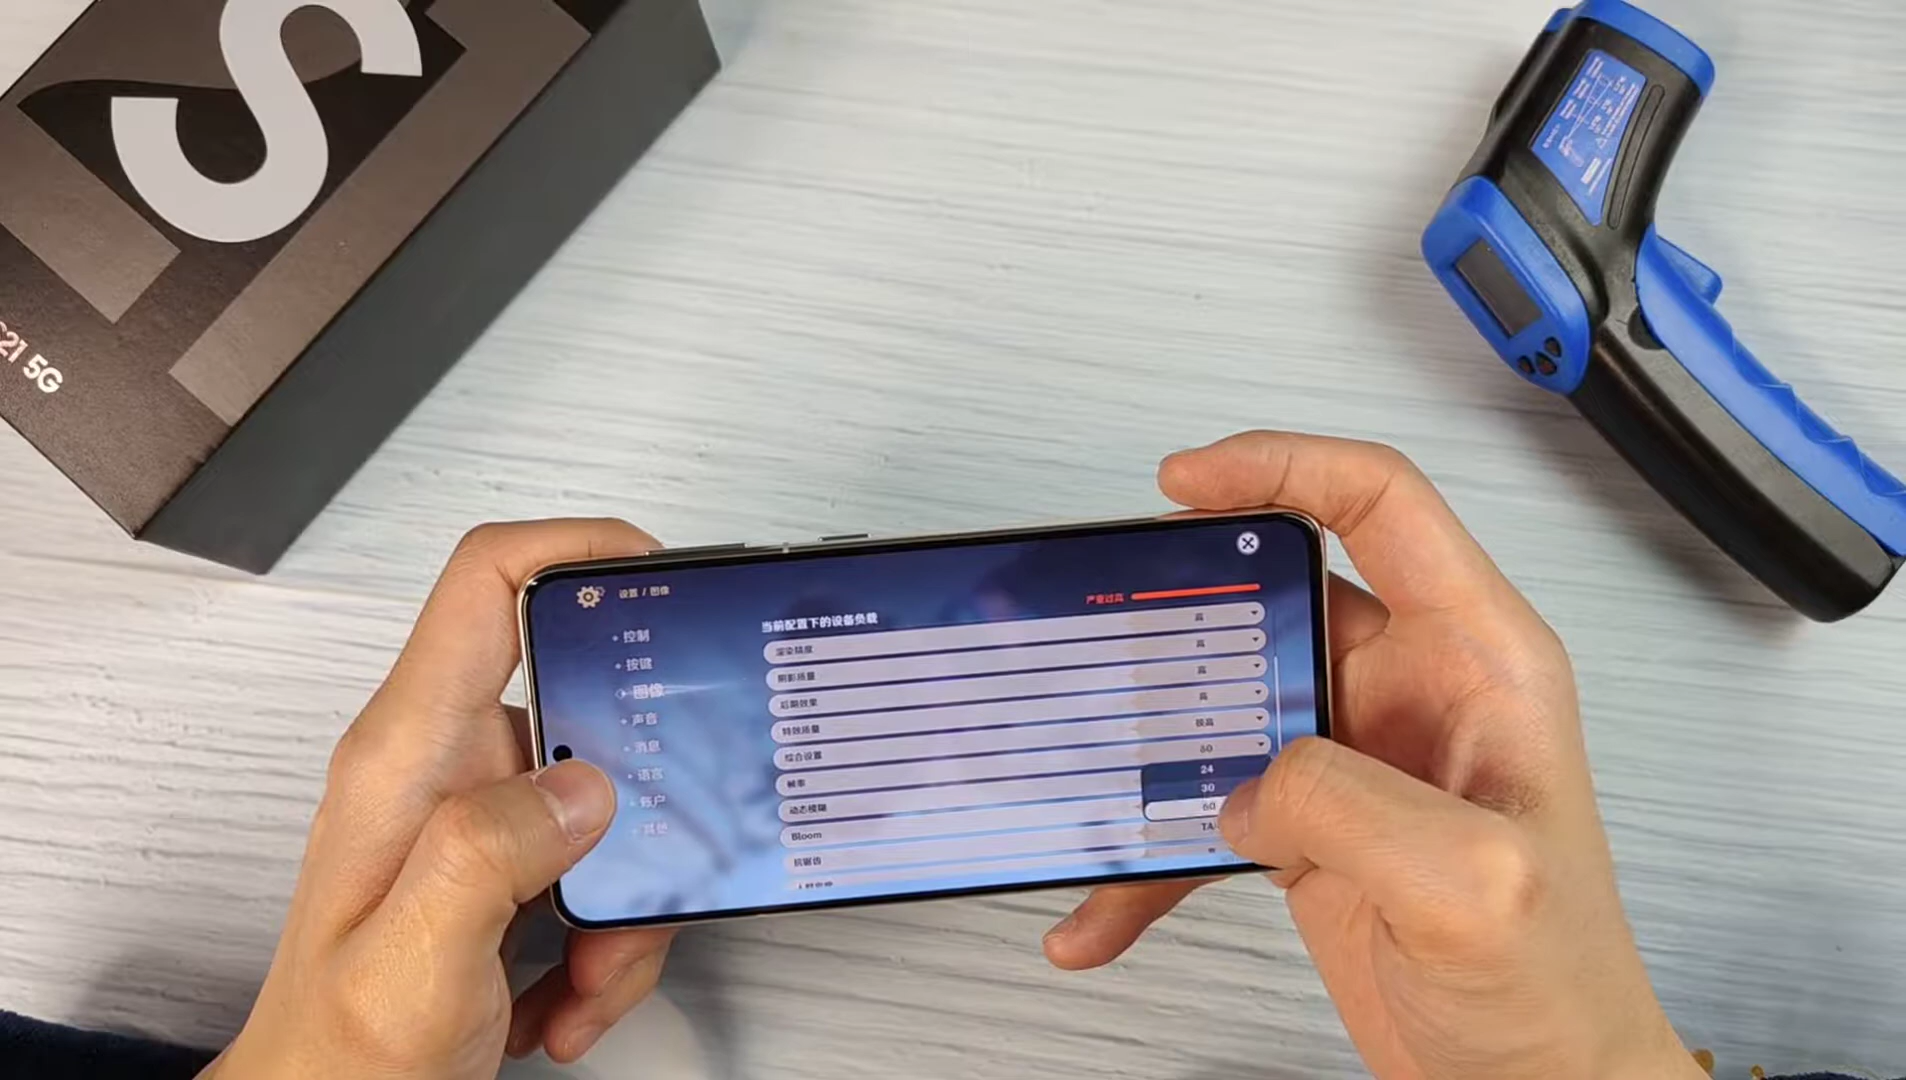 S
S21 5G
设置 / 图像
控制
按键
图像
声音
消息
语言
账户
其他
当前配置下的设备负载
严重过高
渲染精度
高
阴影质量
高
后期效果
高
特效质量
高
综合设置
极高
帧率
60
24
30
60
动态模糊
Bloom
抗锯齿
TA